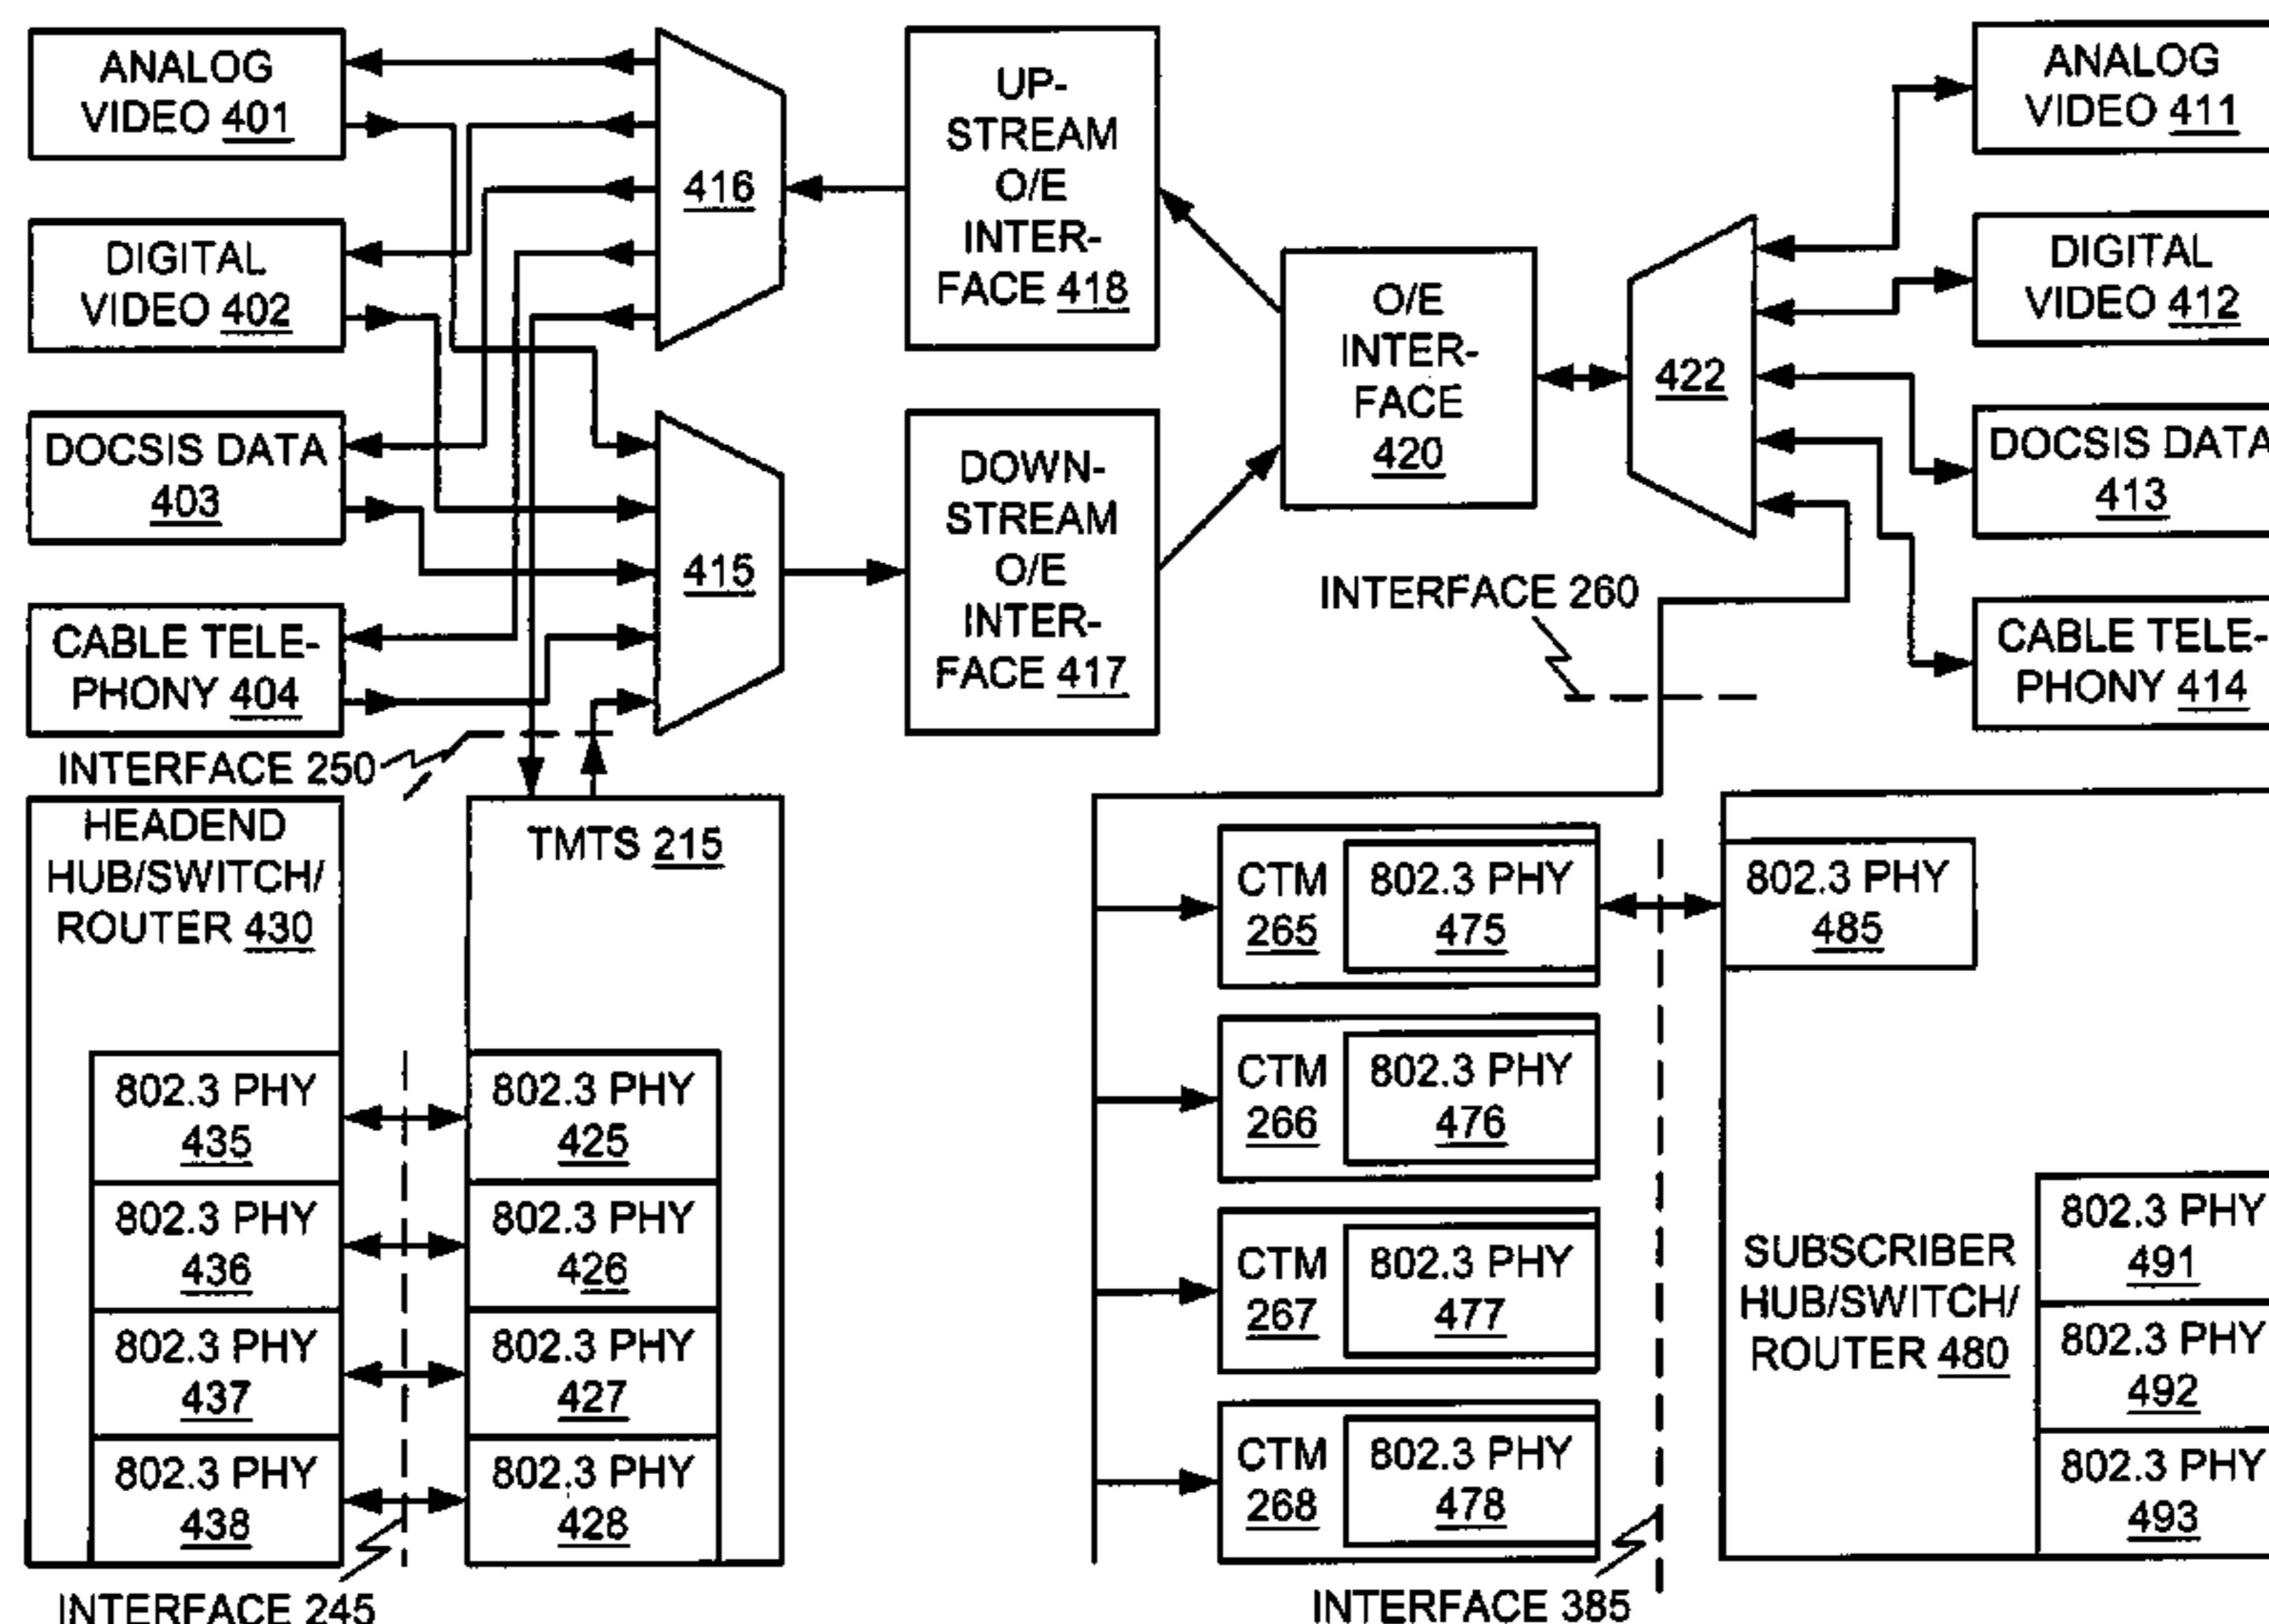 ANALOG
VIDEO 401
DIGITAL
VIDEO 402
DOCSIS DATA
403
CABLE TELE-
PHONY 404
416
415
UP-
STREAM
O/E
INTER-
FACE 418
DOWN-
STREAM
O/E
INTER-
FACE 417
O/E
INTER-
FACE
420
422
ANALOG
VIDEO 411
DIGITAL
VIDEO 412
DOCSIS DATA
413
CABLE TELE-
PHONY 414
INTERFACE 250
INTERFACE 260
HEADEND
HUB/SWITCH/
ROUTER 430
802.3 PHY
435
802.3 PHY
436
802.3 PHY
437
802.3 PHY
438
TMTS 215
802.3 PHY
425
802.3 PHY
426
802.3 PHY
427
802.3 PHY
428
INTERFACE 245
CTM
265
802.3 PHY
475
CTM
266
802.3 PHY
476
CTM
267
802.3 PHY
477
CTM
268
802.3 PHY
478
INTERFACE 385
802.3 PHY
485
SUBSCRIBER
HUB/SWITCH/
ROUTER 480
802.3 PHY
491
802.3 PHY
492
802.3 PHY
493